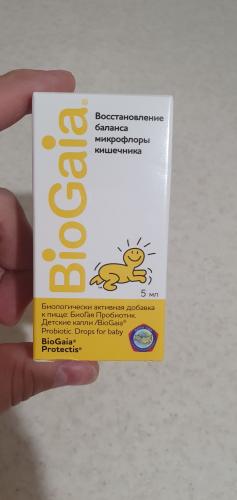 BioGaia®
Восстановление
баланса
микрофлоры
кишечника
5 мл
Биологически активная добавка
к пище: БиоГая Пробиотик.
Детские капли /BioGaia®
Probiotic. Drops for baby
BioGaia®
Protectis®